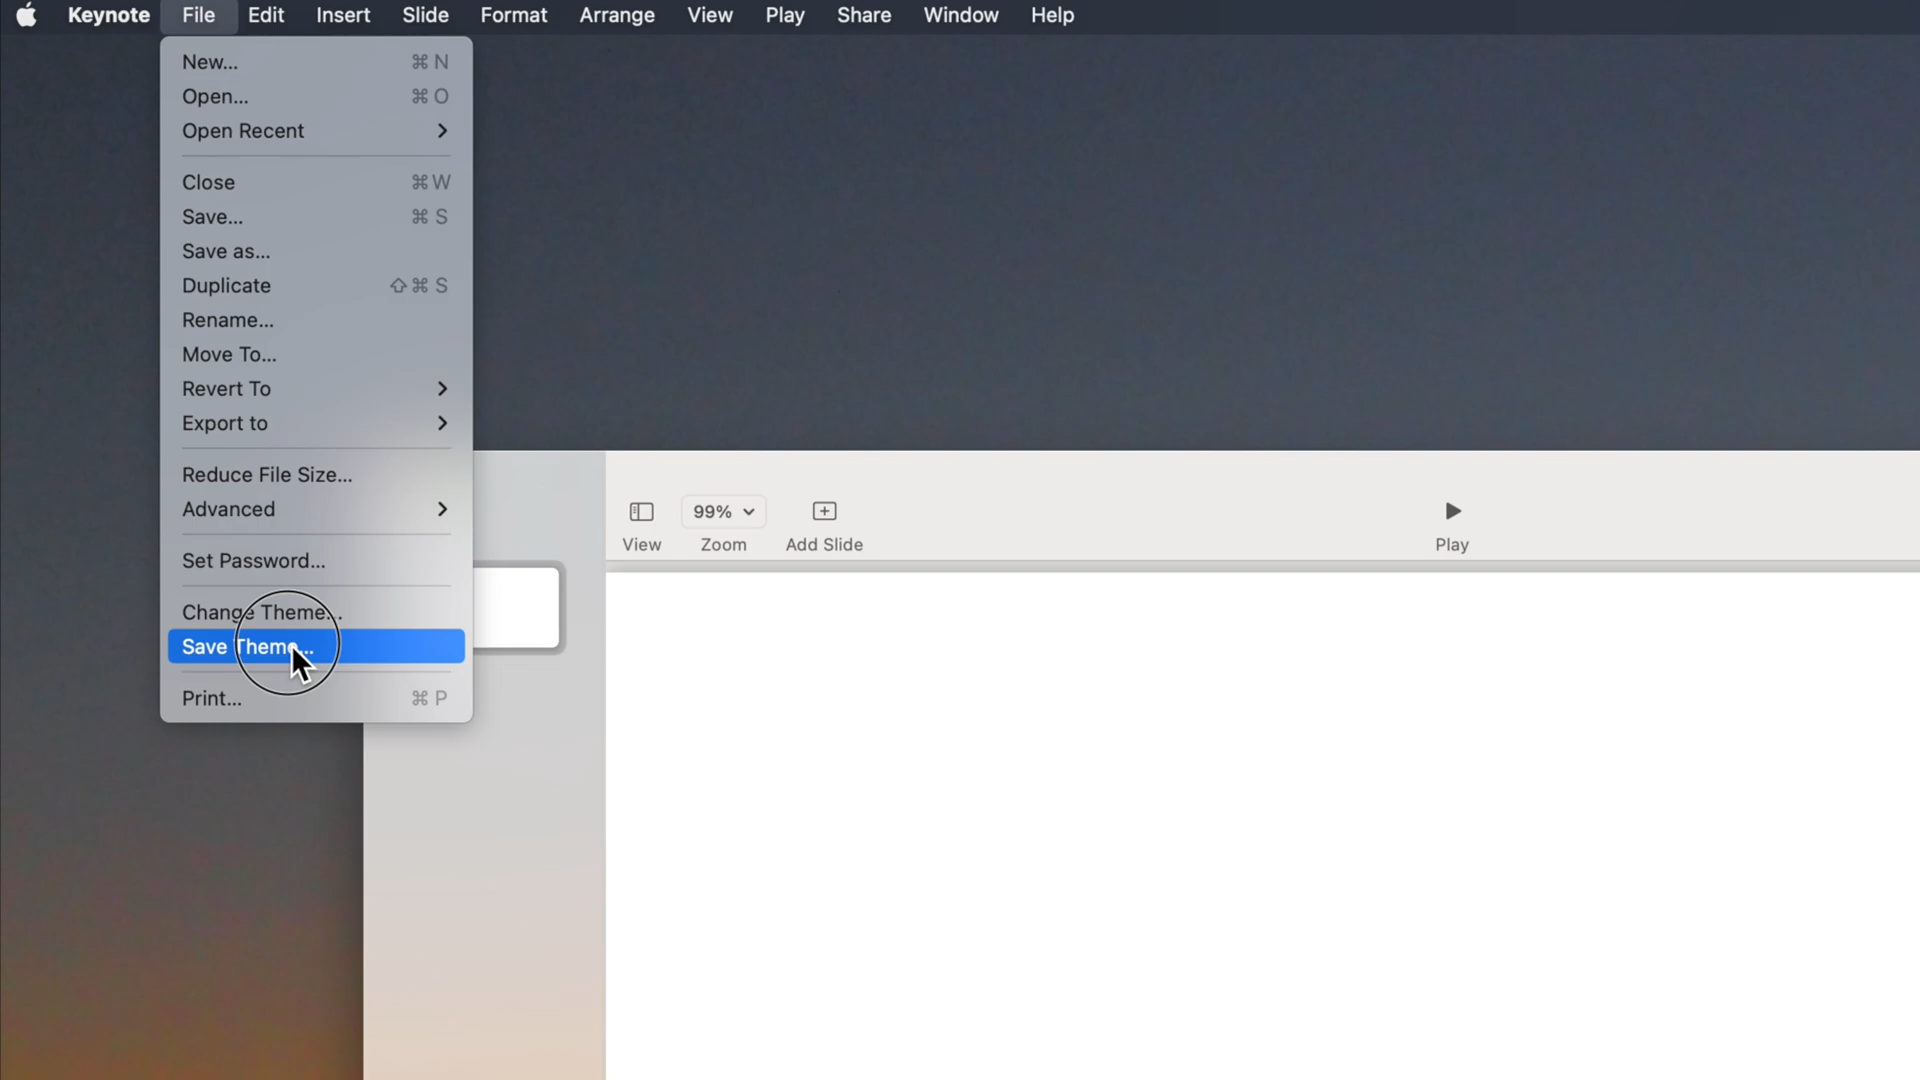 Keynote File Edit Insert Slide Format Arrange View Play Share Window Help
New... ⌘ N
Open... ⌘ O
Open Recent
Close ⌘ W
Save... ⌘ S
Save as...
Duplicate ⇧ ⌘ S
Rename...
Move To...
Revert To
Export to
Reduce File Size...
Advanced
Set Password...
Change Theme...
Save Theme...
Print... ⌘ P
99%
View Zoom Add Slide Play